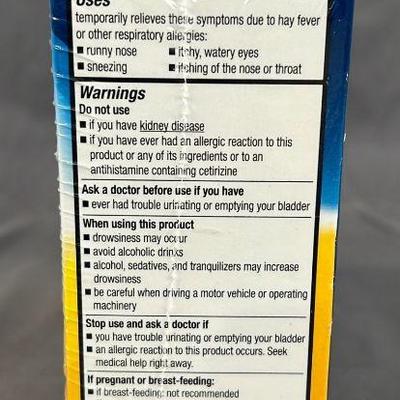 Uses
temporarily relieves these symptoms due to hay fever
or other respiratory allergies:
■ runny nose ■ itchy, watery eyes
■ sneezing ■ itching of the nose or throat
Warnings
Do not use
■ if you have kidney disease
■ if you have ever had an allergic reaction to this
product or any of its ingredients or to an
antihistamine containing cetirizine
Ask a doctor before use if you have
■ ever had trouble urinating or emptying your bladder
When using this product
■ drowsiness may occur
■ avoid alcoholic drinks
■ alcohol, sedatives, and tranquilizers may increase
drowsiness
■ be careful when driving a motor vehicle or operating
machinery
Stop use and ask a doctor if
■ you have trouble urinating or emptying your bladder
■ an allergic reaction to this product occurs. Seek
medical help right away.
If pregnant or breast-feeding:
■ if breast-feeding: not recommended